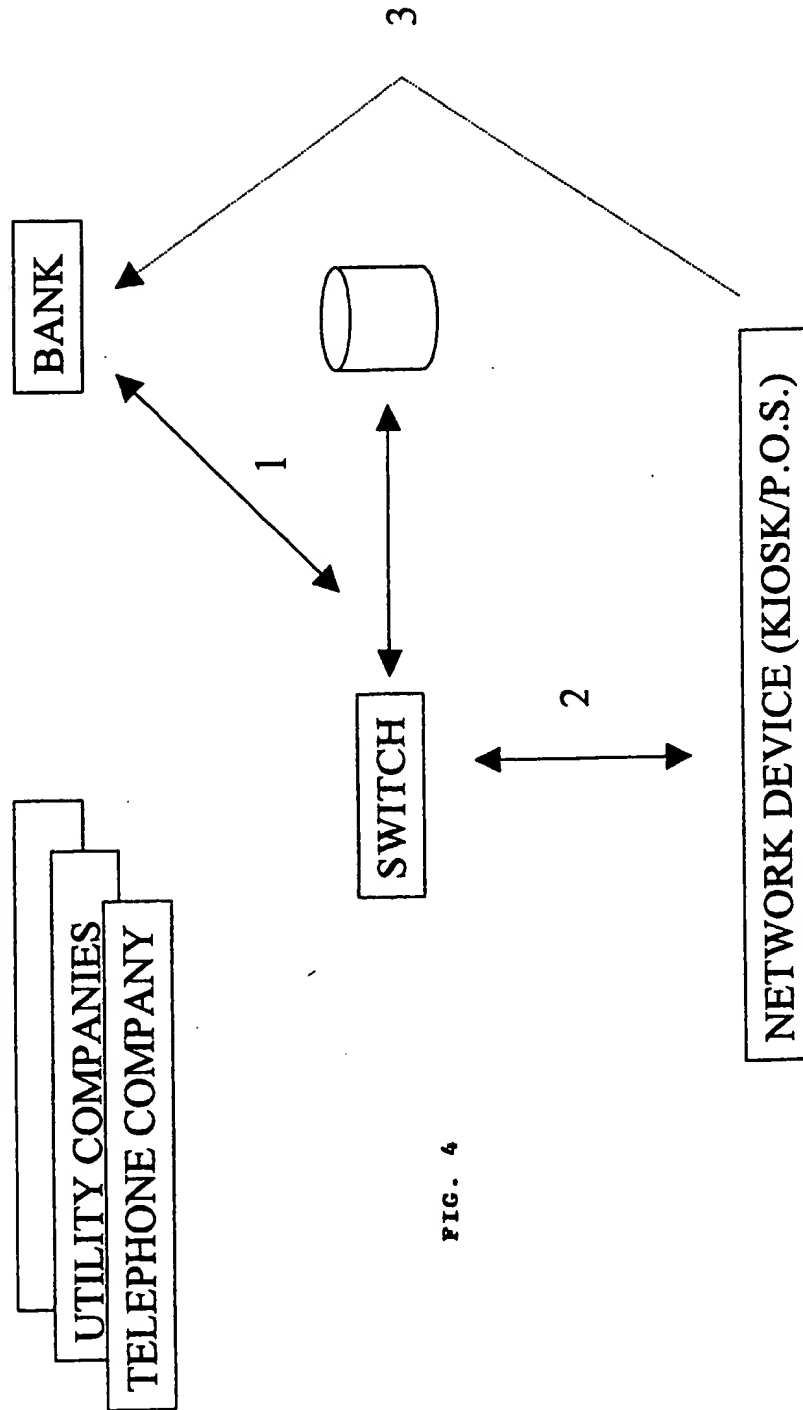 UTILITY COMPANIES
TELEPHONE COMPANY
BANK
1
SWITCH
2
3
NETWORK DEVICE (KIOSK/P.O.S.)
FIG. 4